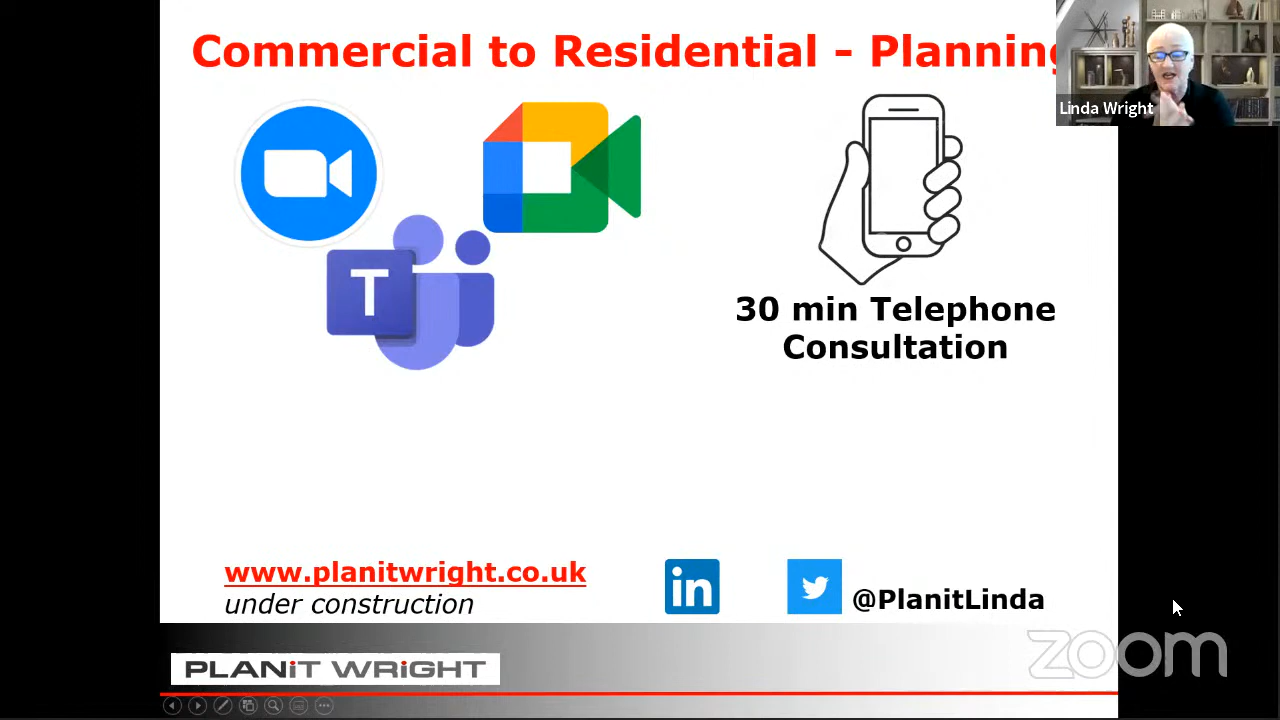 Commercial to Residential - Planning
Linda Wright
T
30 min Telephone
Consultation
www.planitwright.co.uk
under construction
in
@PlanitLinda
PLANiT WRiGHT
zoom